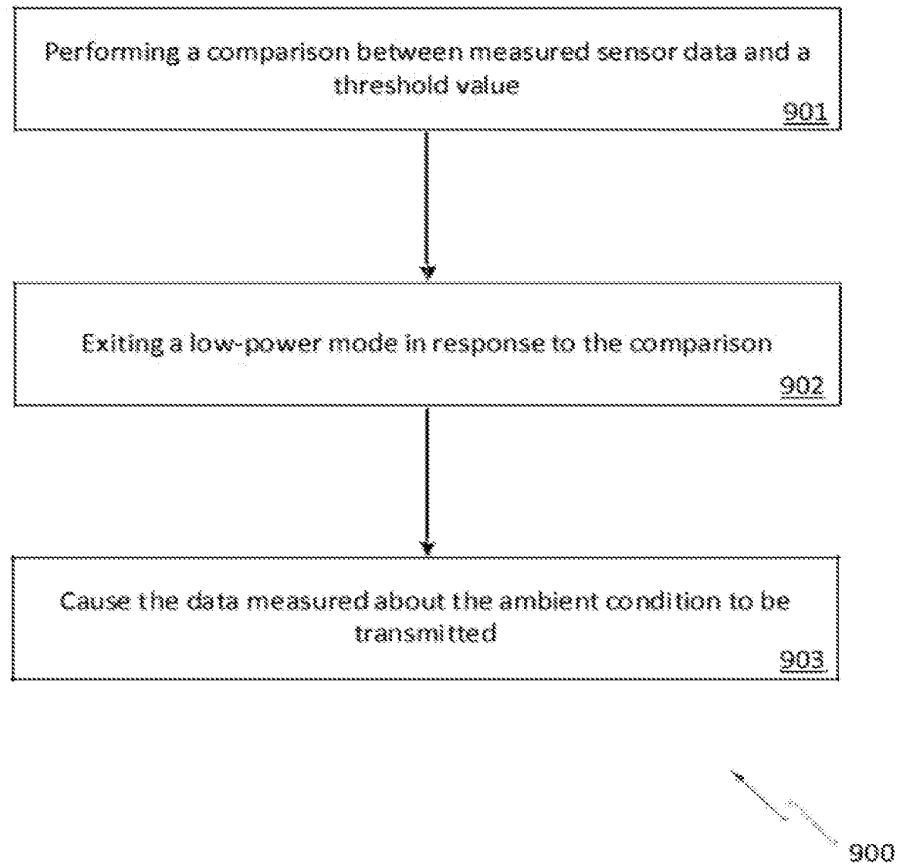 Performing a comparison between measured sensor data and a
threshold value
901
Exiting a low-power mode in response to the comparison
902
Cause the data measured about the ambient condition to be
transmitted
903
900